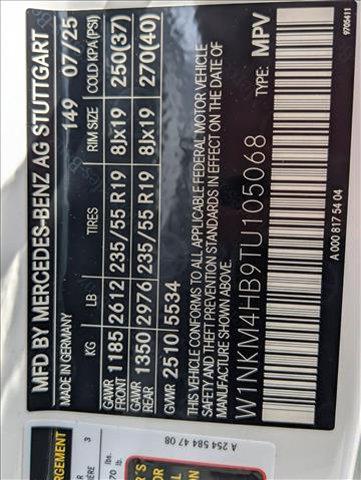 MFD BY MERCEDES-BENZ AG STUTTGART
MADE IN GERMANY 149 07/25
KG LB TIRES RIM SIZE COLD KPA(PSI)
GAWR FRONT 1185 2612 235/55 R19 8Jx19 250(37)
GAWR REAR 1350 2976 235/55 R19 8Jx19 270(40)
GVWR 2510 5534
THIS VEHICLE CONFORMS TO ALL APPLICABLE FEDERAL MOTOR VEHICLE
SAFETY AND THEFT PREVENTION STANDARDS IN EFFECT ON THE DATE OF
MANUFACTURE SHOWN ABOVE.
W1NKM4HB9TU105068 TYPE: MPV
A 000 817 54 04
9705411
A 254 584 47 08
3
lbs.
lb.